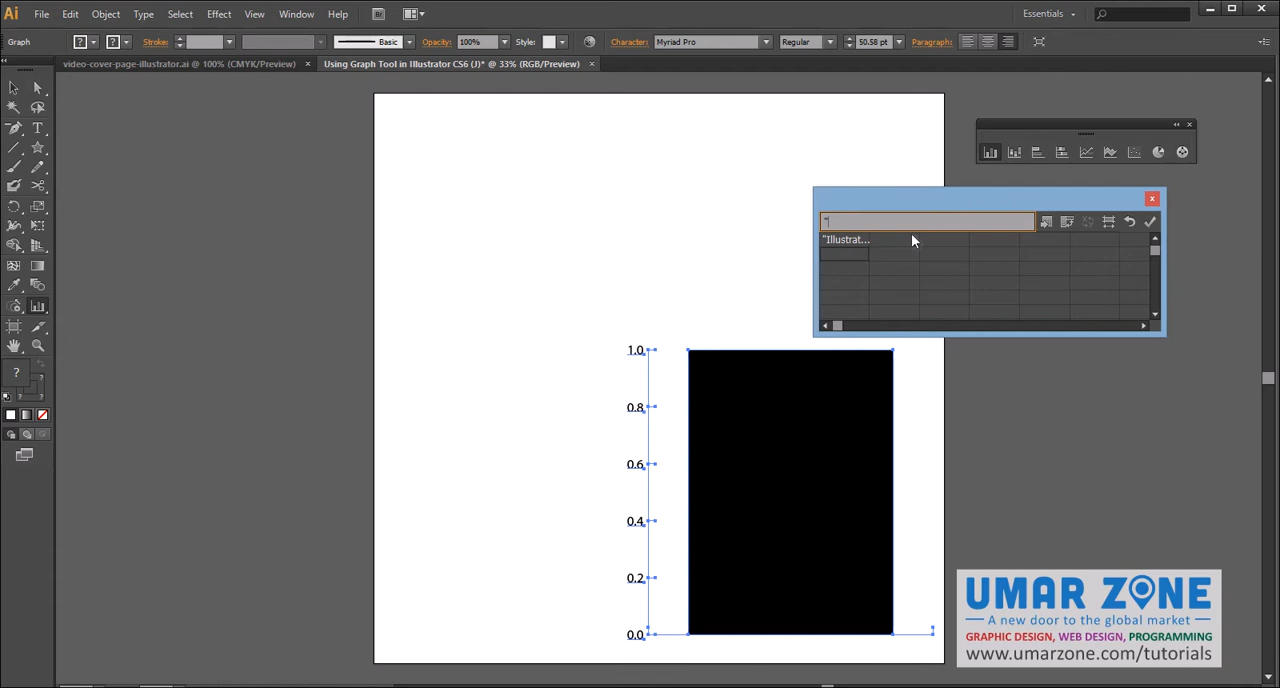 Ai File Edit Object Type Select Effect View Window Help Br Essentials
Graph ? ? Stroke: Basic Opacity: 100% Style: Character: Myriad Pro Regular 50.58 pt Paragraph:
video-cover-page-illustrator.ai @ 100% (CMYK/Preview) × Using Graph Tool in Illustrator CS6 (J)* @ 33% (RGB/Preview) ×
"
"Illustrat...
?
1.0
0.8
0.6
0.4
0.2
0.0
UMAR ZONE
A new door to the global market
GRAPHIC DESIGN, WEB DESIGN, PROGRAMMING
www.umarzone.com/tutorials